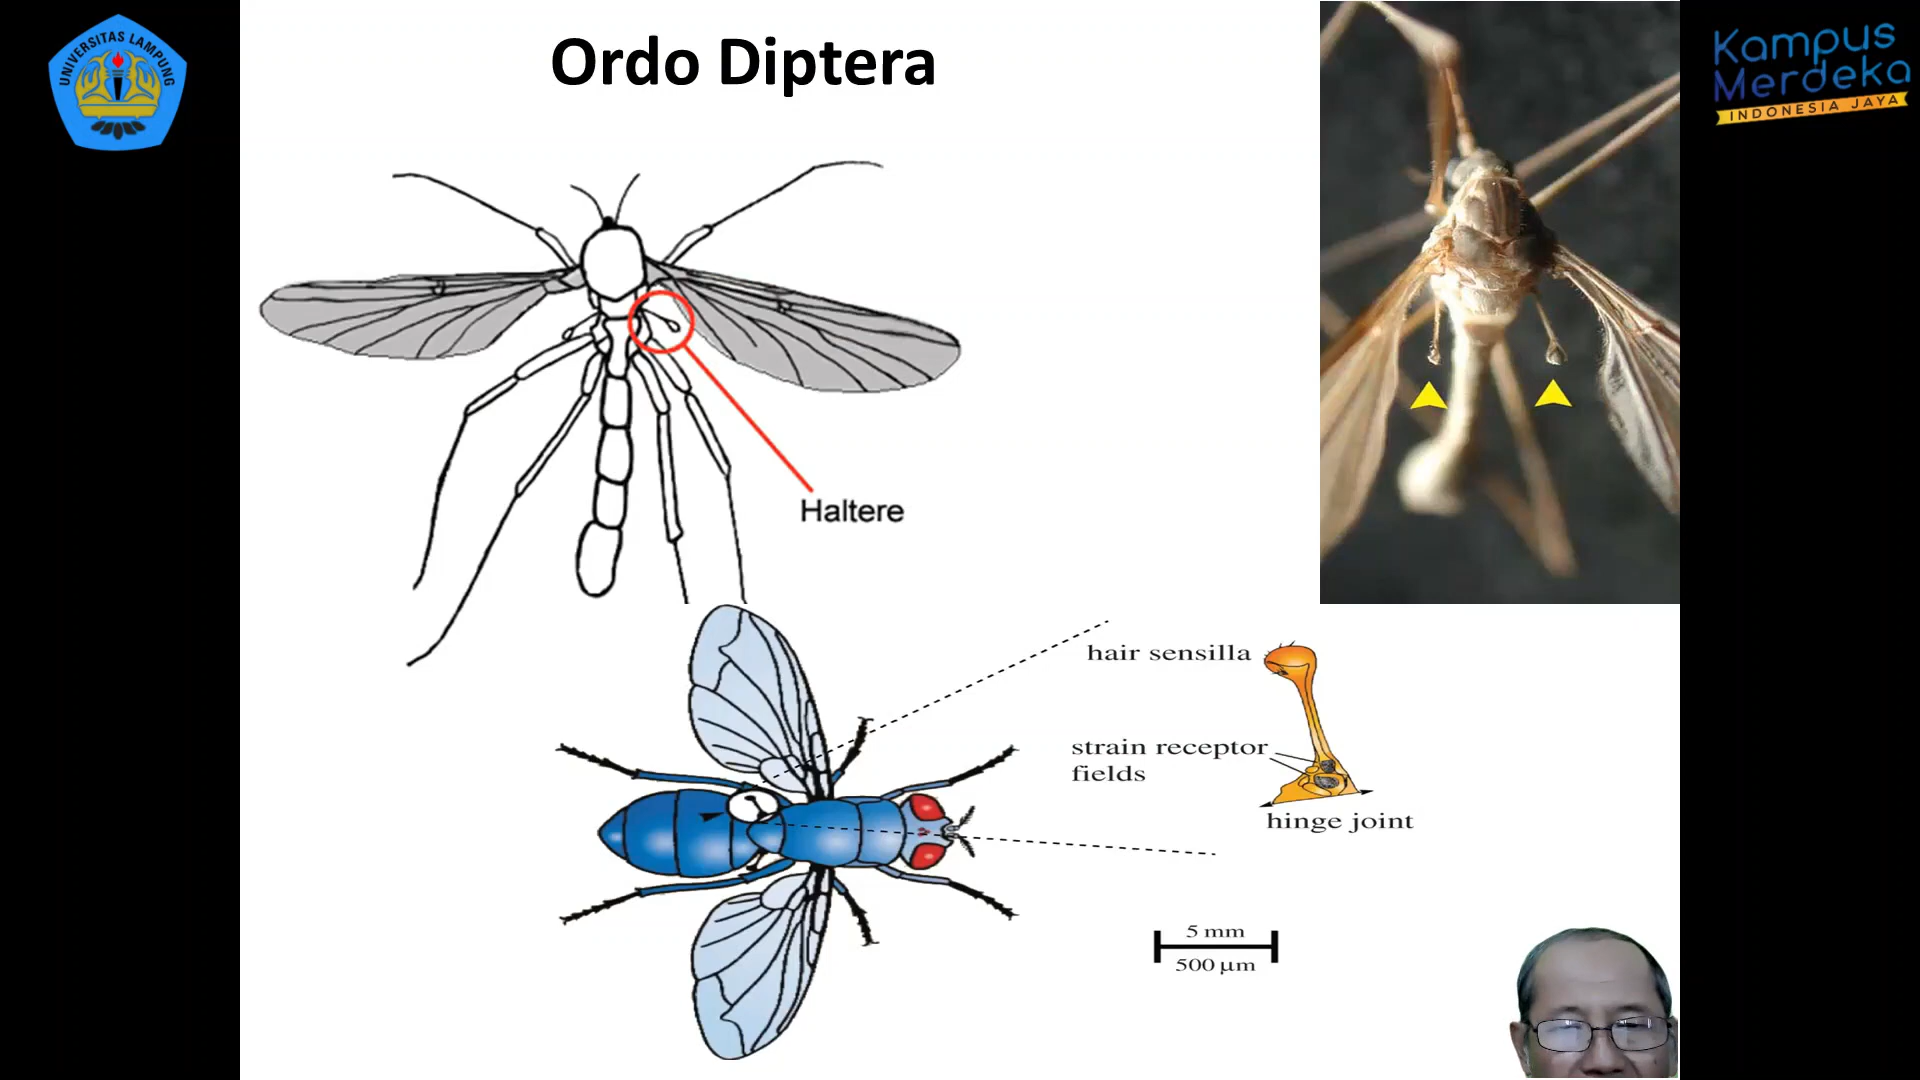 UNIVERSITAS LAMPUNG
Ordo Diptera
Kampus
Merdeka
INDONESIA JAYA
Haltere
hair sensilla
strain receptor
fields
hinge joint
5 mm
500 µm